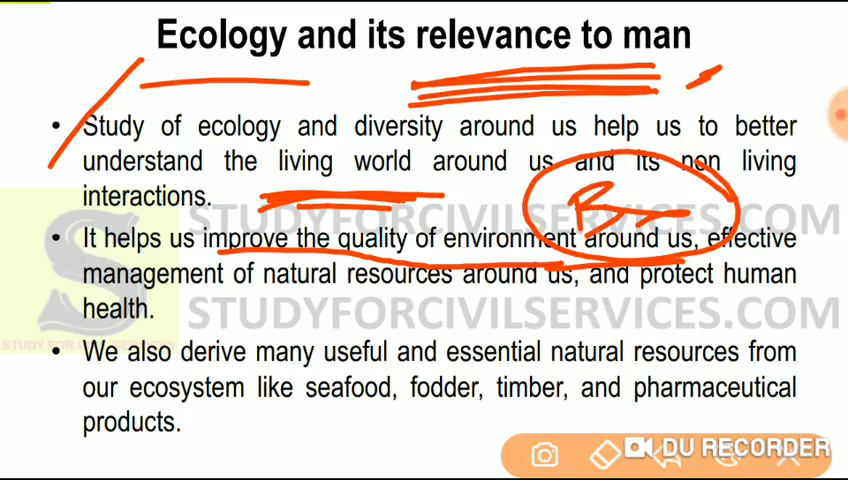 Ecology and its relevance to man
• Study of ecology and diversity around us help us to better
understand the living world around us and its non living
interactions.
STUDYFORCIVILSERVICES.COM
• It helps us improve the quality of environment around us, effective
management of natural resources around us, and protect human
health.
STUDYFORCIVILSERVICES.COM
• We also derive many useful and essential natural resources from
our ecosystem like seafood, fodder, timber, and pharmaceutical
products.
DU RECORDER